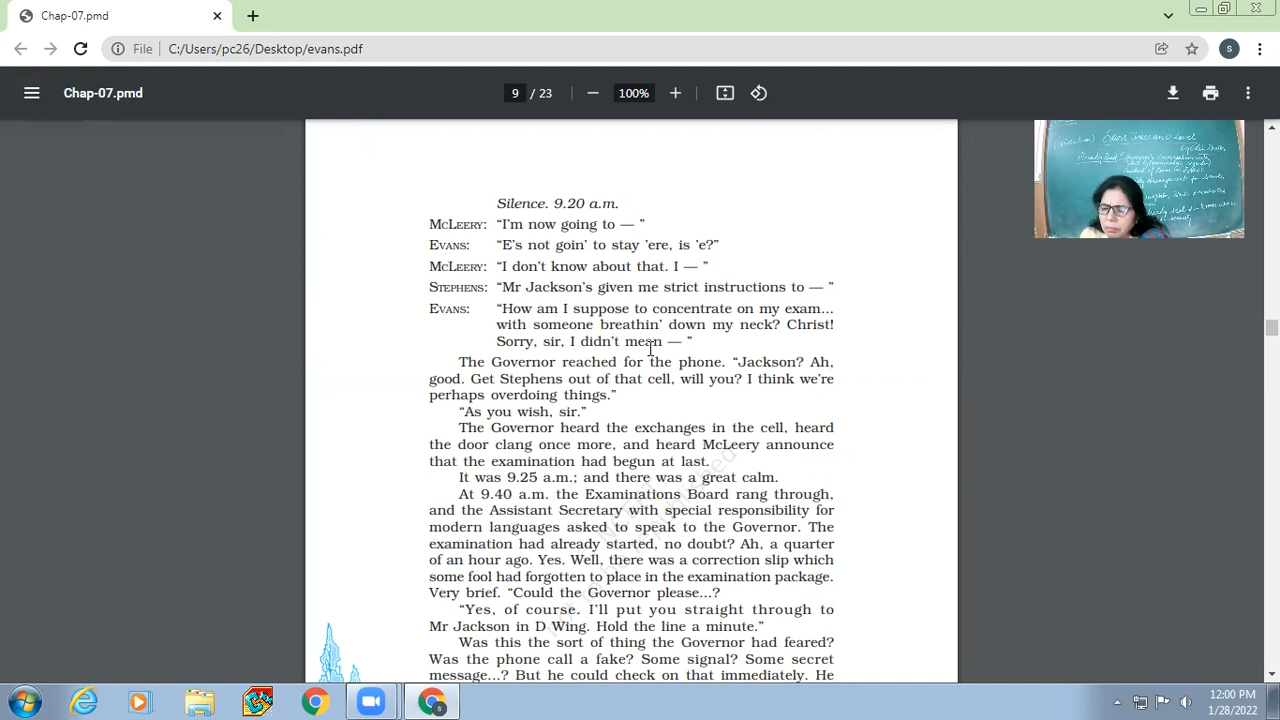 Chap-07.pmd
File
C:/Users/pc26/Desktop/evans.pdf
s
Chap-07.pmd
9 / 23
100%
Silence. 9.20 a.m.
MCLEERY: “I’m now going to — ”
EVANS: “E’s not goin’ to stay ’ere, is ’e?”
MCLEERY: “I don’t know about that. I — ”
STEPHENS: “Mr Jackson’s given me strict instructions to — ”
EVANS: “How am I suppose to concentrate on my exam...
with someone breathin’ down my neck? Christ!
Sorry, sir, I didn’t mean — ”
The Governor reached for the phone. “Jackson? Ah,
good. Get Stephens out of that cell, will you? I think we’re
perhaps overdoing things.”
“As you wish, sir.”
The Governor heard the exchanges in the cell, heard
the door clang once more, and heard McLeery announce
that the examination had begun at last.
It was 9.25 a.m.; and there was a great calm.
At 9.40 a.m. the Examinations Board rang through,
and the Assistant Secretary with special responsibility for
modern languages asked to speak to the Governor. The
examination had already started, no doubt? Ah, a quarter
of an hour ago. Yes. Well, there was a correction slip which
some fool had forgotten to place in the examination package.
Very brief. “Could the Governor please...?
“Yes, of course. I’ll put you straight through to
Mr Jackson in D Wing. Hold the line a minute.”
Was this the sort of thing the Governor had feared?
Was the phone call a fake? Some signal? Some secret
message...? But he could check on that immediately. He
12:00 PM
1/28/2022